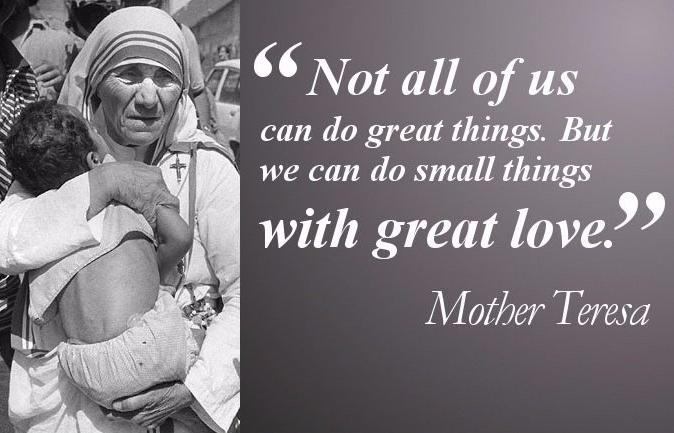 “Not all of us
can do great things. But
we can do small things
with great love.”
Mother Teresa